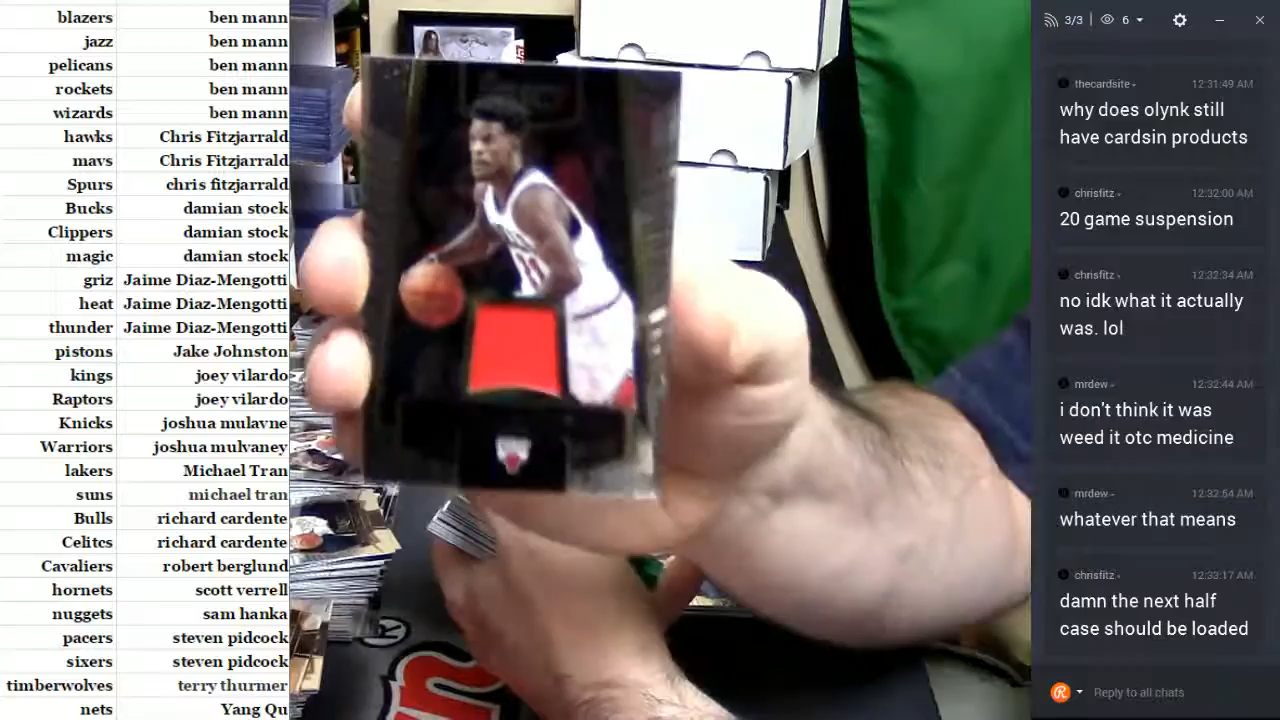 blazers ben mann
jazz ben mann
pelicans ben mann
rockets ben mann
wizards ben mann
hawks Chris Fitzjarrald
mavs Chris Fitzjarrald
Spurs chris fitzjarrald
Bucks damian stock
Clippers damian stock
magic damian stock
griz Jaime Diaz-Mengotti
heat Jaime Diaz-Mengotti
thunder Jaime Diaz-Mengotti
pistons Jake Johnston
kings joey vilardo
Raptors joey vilardo
Knicks joshua mulavne
Warriors joshua mulvaney
lakers Michael Tran
suns michael tran
Bulls richard cardente
Celitcs richard cardente
Cavaliers robert berglund
hornets scott verrell
nuggets sam hanka
pacers steven pidcock
sixers steven pidcock
timberwolves terry thurmer
nets Yang Qu
3/3 6
thecardsite 12:31:49 AM
why does olynk still
have cardsin products
chrisfitz 12:32:00 AM
20 game suspension
chrisfitz 12:32:34 AM
no idk what it actually
was. lol
mrdew 12:32:44 AM
i don't think it was
weed it otc medicine
mrdew 12:32:54 AM
whatever that means
chrisfitz 12:33:17 AM
damn the next half
case should be loaded
Reply to all chats